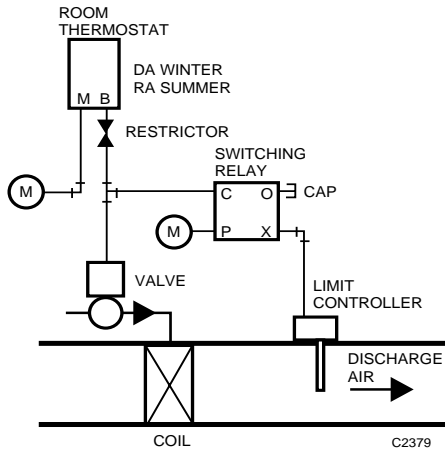 ROOM
THERMOSTAT
DA WINTER
RA SUMMER
M B
RESTRICTOR
SWITCHING
RELAY
M
C O
CAP
M
P X
VALVE
LIMIT
CONTROLLER
DISCHARGE
AIR
COIL
C2379